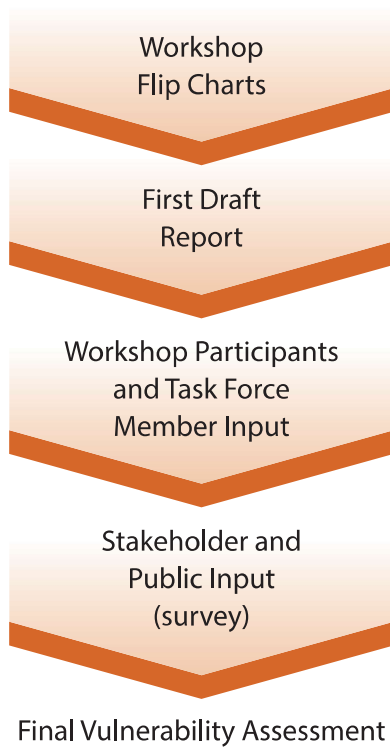 Workshop
Flip Charts
First Draft
Report
Workshop Participants
and Task Force
Member Input
Stakeholder and
Public Input
(survey)
Final Vulnerability Assessment